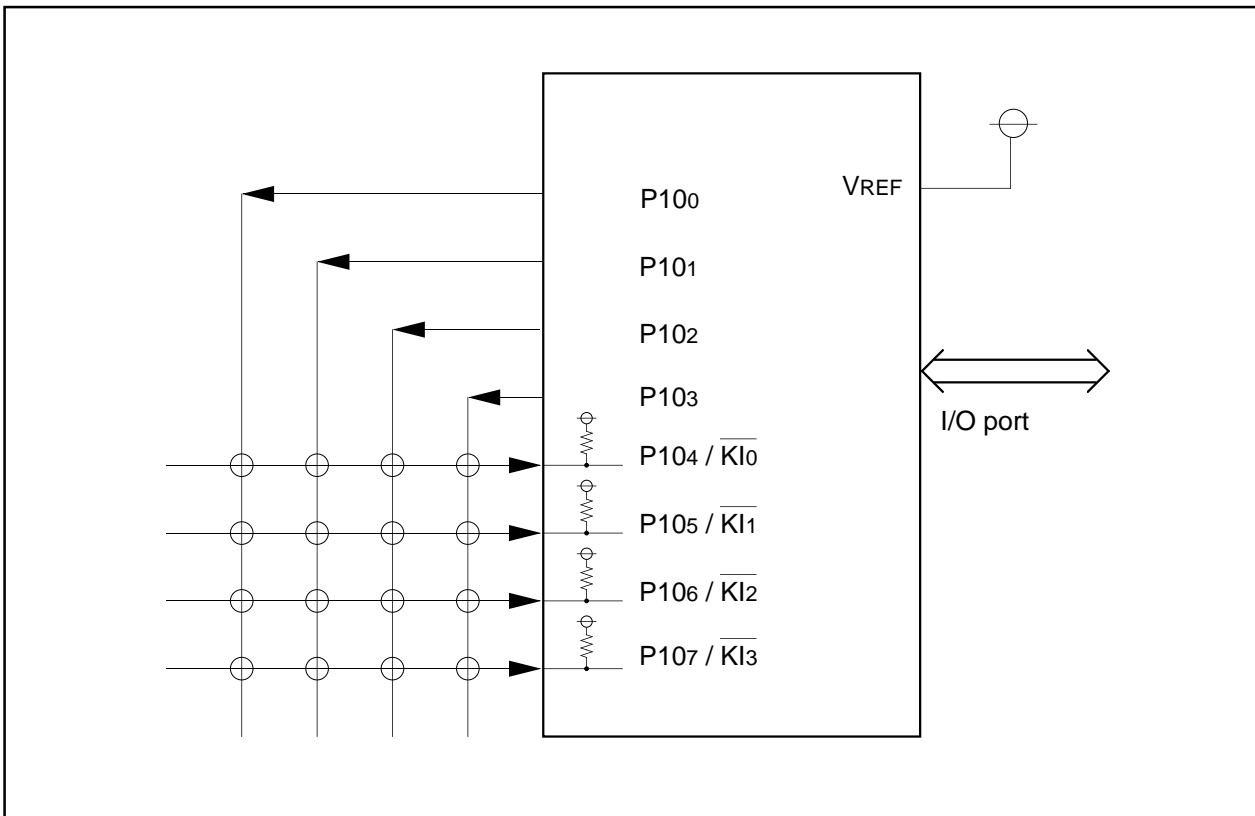 P100
VREF
P101
P102
P103
I/O port
P104 / KI0
P105 / KI1
P106 / KI2
P107 / KI3